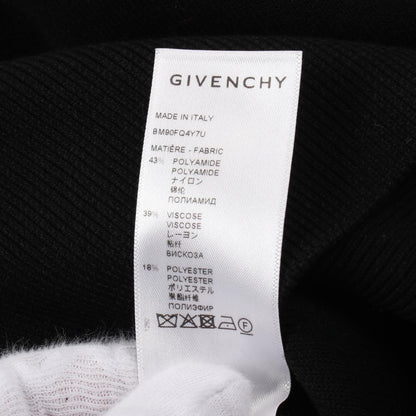 GIVENCHY
MADE IN ITALY
BM90FQ4Y7U
MATIÈRE - FABRIC
43% POLYAMIDE
POLYAMIDE
ナイロン
锦纶
ПОЛИАМИД
39% VISCOSE
VISCOSE
レーヨン
粘纤
ВИСКОЗА
18% POLYESTER
POLYESTER
ポリエステル
聚酯纤维
ПОЛИЭФИР
F